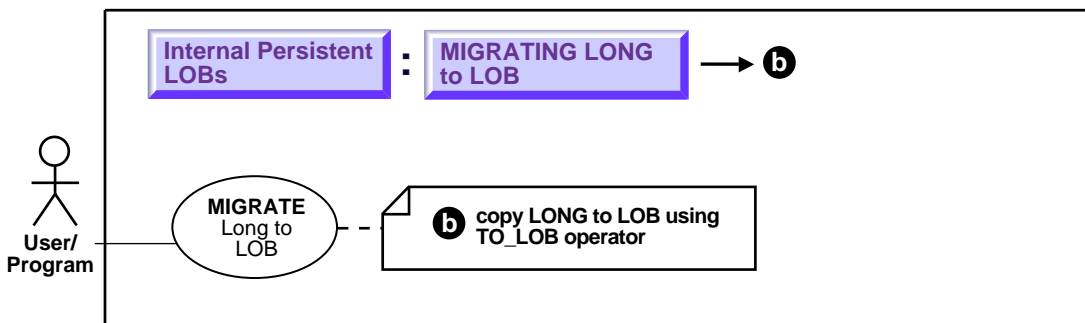 Internal Persistent
LOBs
:
MIGRATING LONG
to LOB
b
MIGRATE
Long to
LOB
b
copy LONG to LOB using
TO_LOB operator
User/
Program